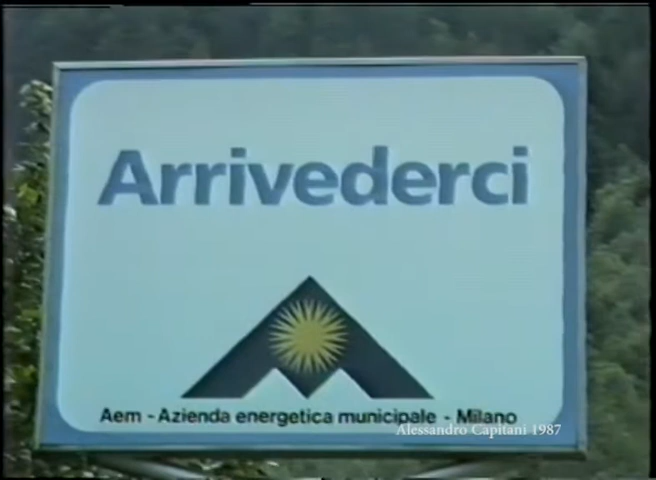 Arrivederci
Aem - Azienda energetica municipale - Milano
Alessandro Capitani 1987